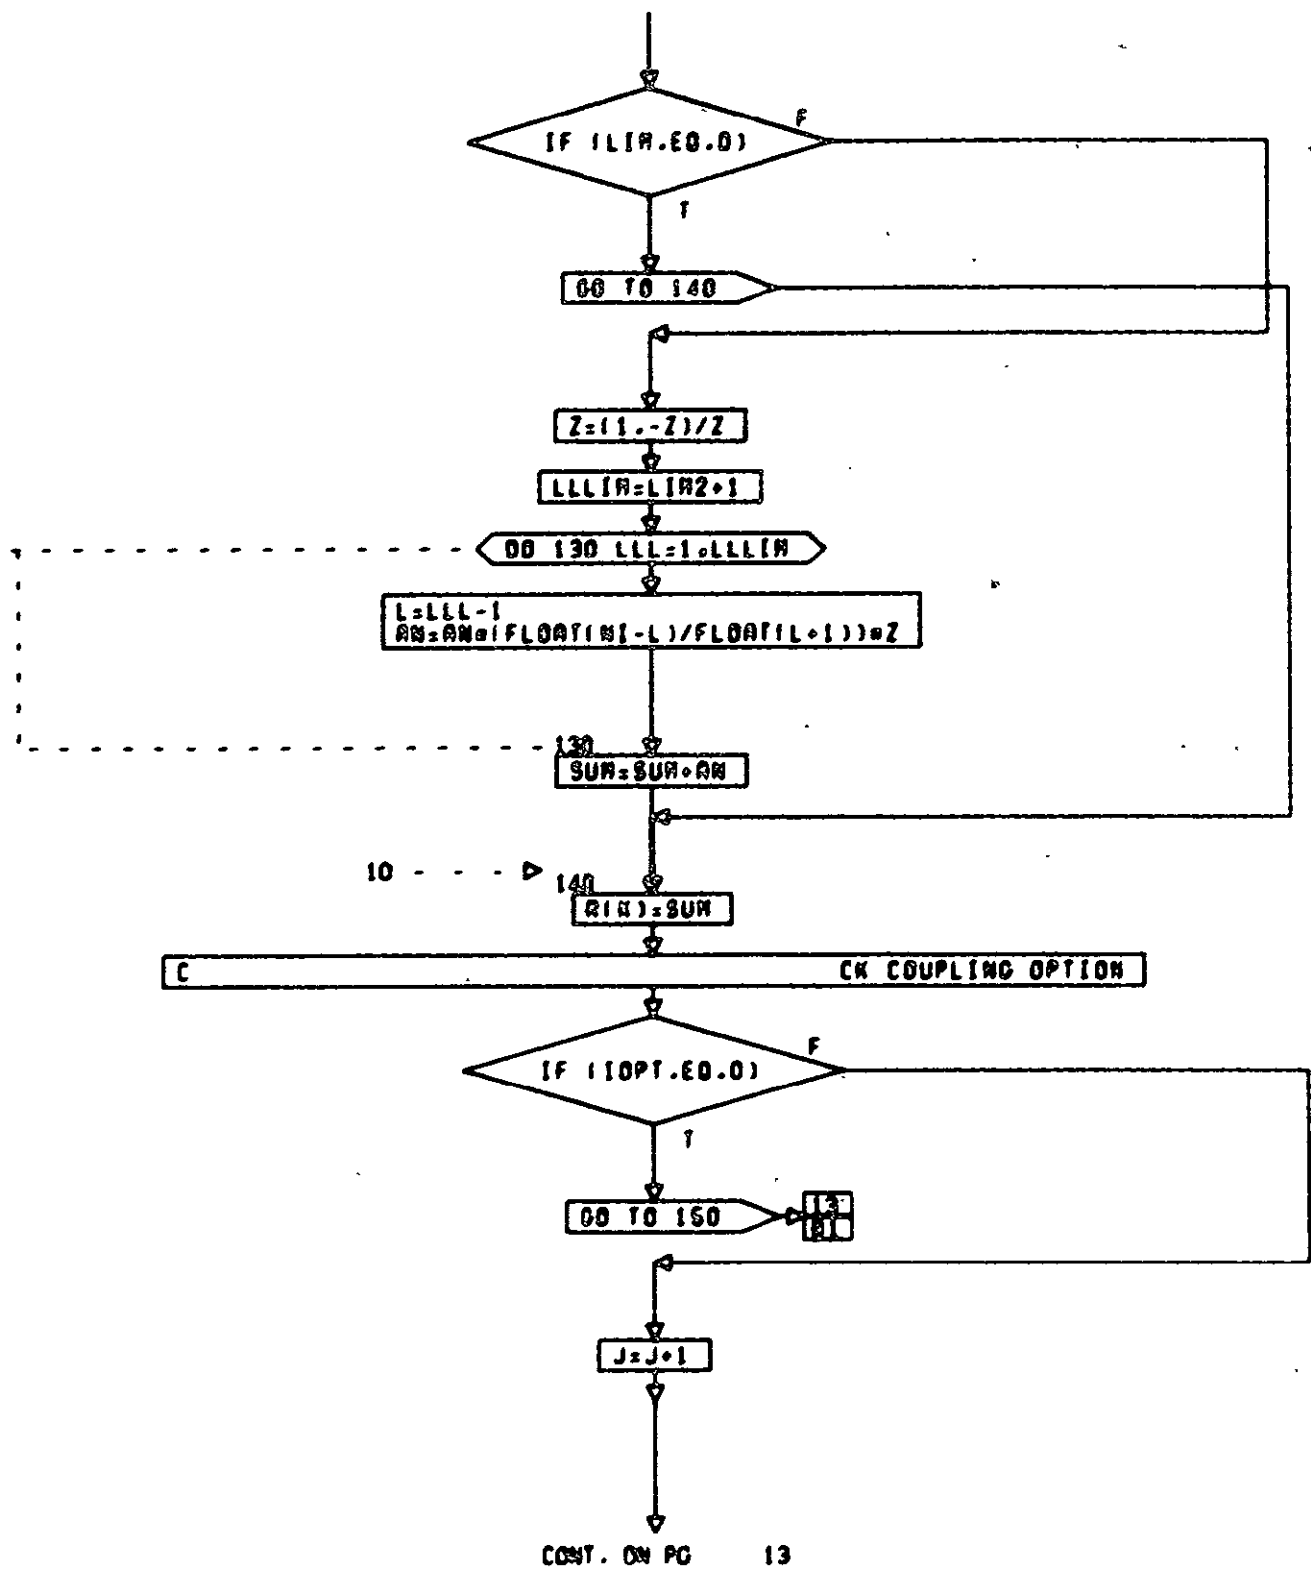 F
IF (LIM.EQ.0)
T
GO TO 140
Z=(1.-Z)/Z
LLLIM=LIM2+1
DO 130 LLL=1,LLLIM
L=LLL-1
AN=AN*(FLOAT(NI-L)/FLOAT(L+1))*Z
130
SUM=SUM+AN
10
140
R(N)=SUM
C CK COUPLING OPTION
F
IF (IOPT.EQ.0)
T
GO TO 150
13
01
J=J+1
CONT. ON PG 13